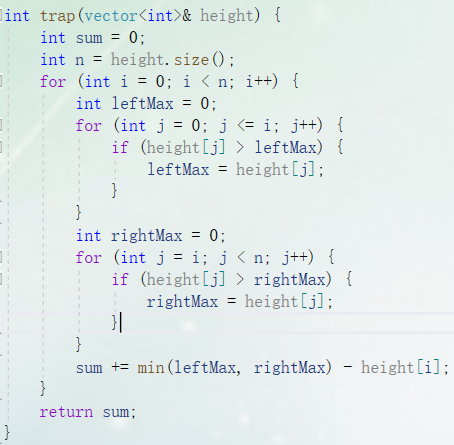 int trap(vector<int>& height) {
    int sum = 0;
    int n = height.size();
    for (int i = 0; i < n; i++) {
        int leftMax = 0;
        for (int j = 0; j <= i; j++) {
            if (height[j] > leftMax) {
                leftMax = height[j];
            }
        }
        int rightMax = 0;
        for (int j = i; j < n; j++) {
            if (height[j] > rightMax) {
                rightMax = height[j];
            }
        }
        sum += min(leftMax, rightMax) - height[i];
    }
    return sum;
}